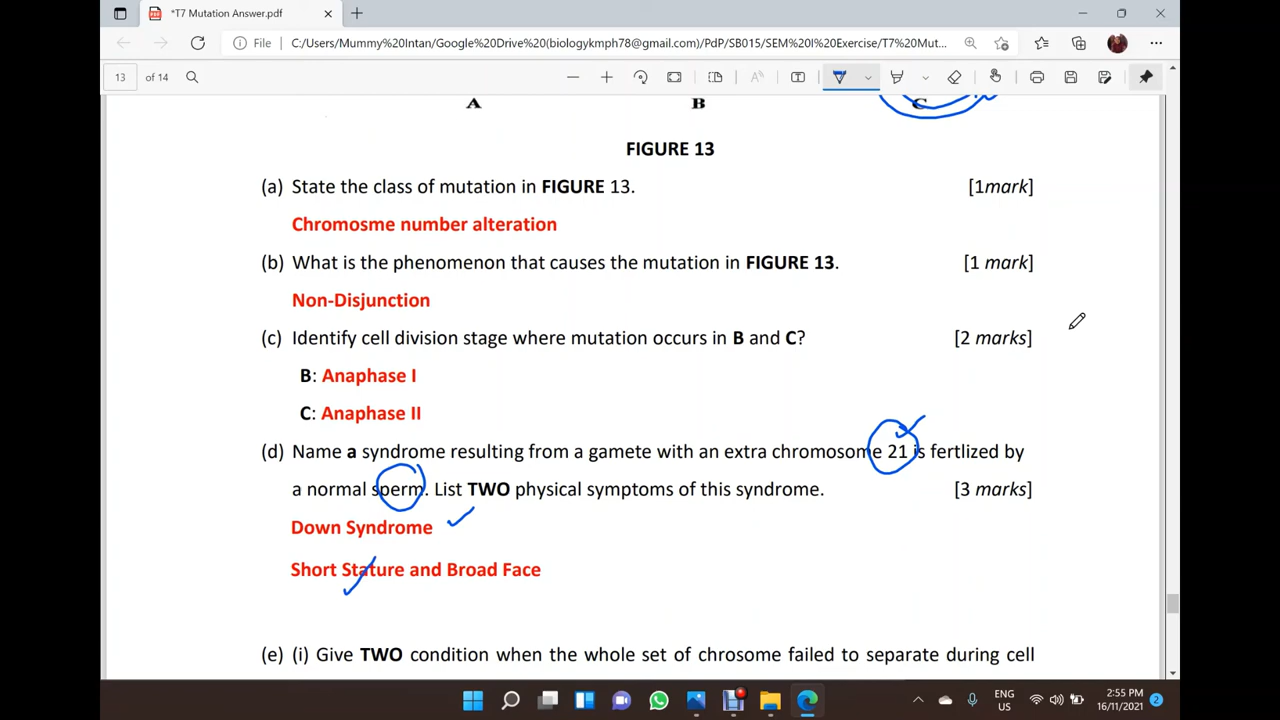 *T7 Mutation Answer.pdf
File
C:/Users/Mummy%20Intan/Google%20Drive%20(biologykmph78@gmail.com)/PdP/SB015/SEM%20I%20Exercise/T7%20Mut...
13 of 14
A B C
FIGURE 13
(a) State the class of mutation in FIGURE 13. [1mark]
Chromosme number alteration
(b) What is the phenomenon that causes the mutation in FIGURE 13. [1 mark]
Non-Disjunction
(c) Identify cell division stage where mutation occurs in B and C? [2 marks]
B: Anaphase I
C: Anaphase II
(d) Name a syndrome resulting from a gamete with an extra chromosome 21 is fertlized by
a normal sperm. List TWO physical symptoms of this syndrome. [3 marks]
Down Syndrome
Short Stature and Broad Face
(e) (i) Give TWO condition when the whole set of chrosome failed to separate during cell
ENG
US
2:55 PM
16/11/2021
2